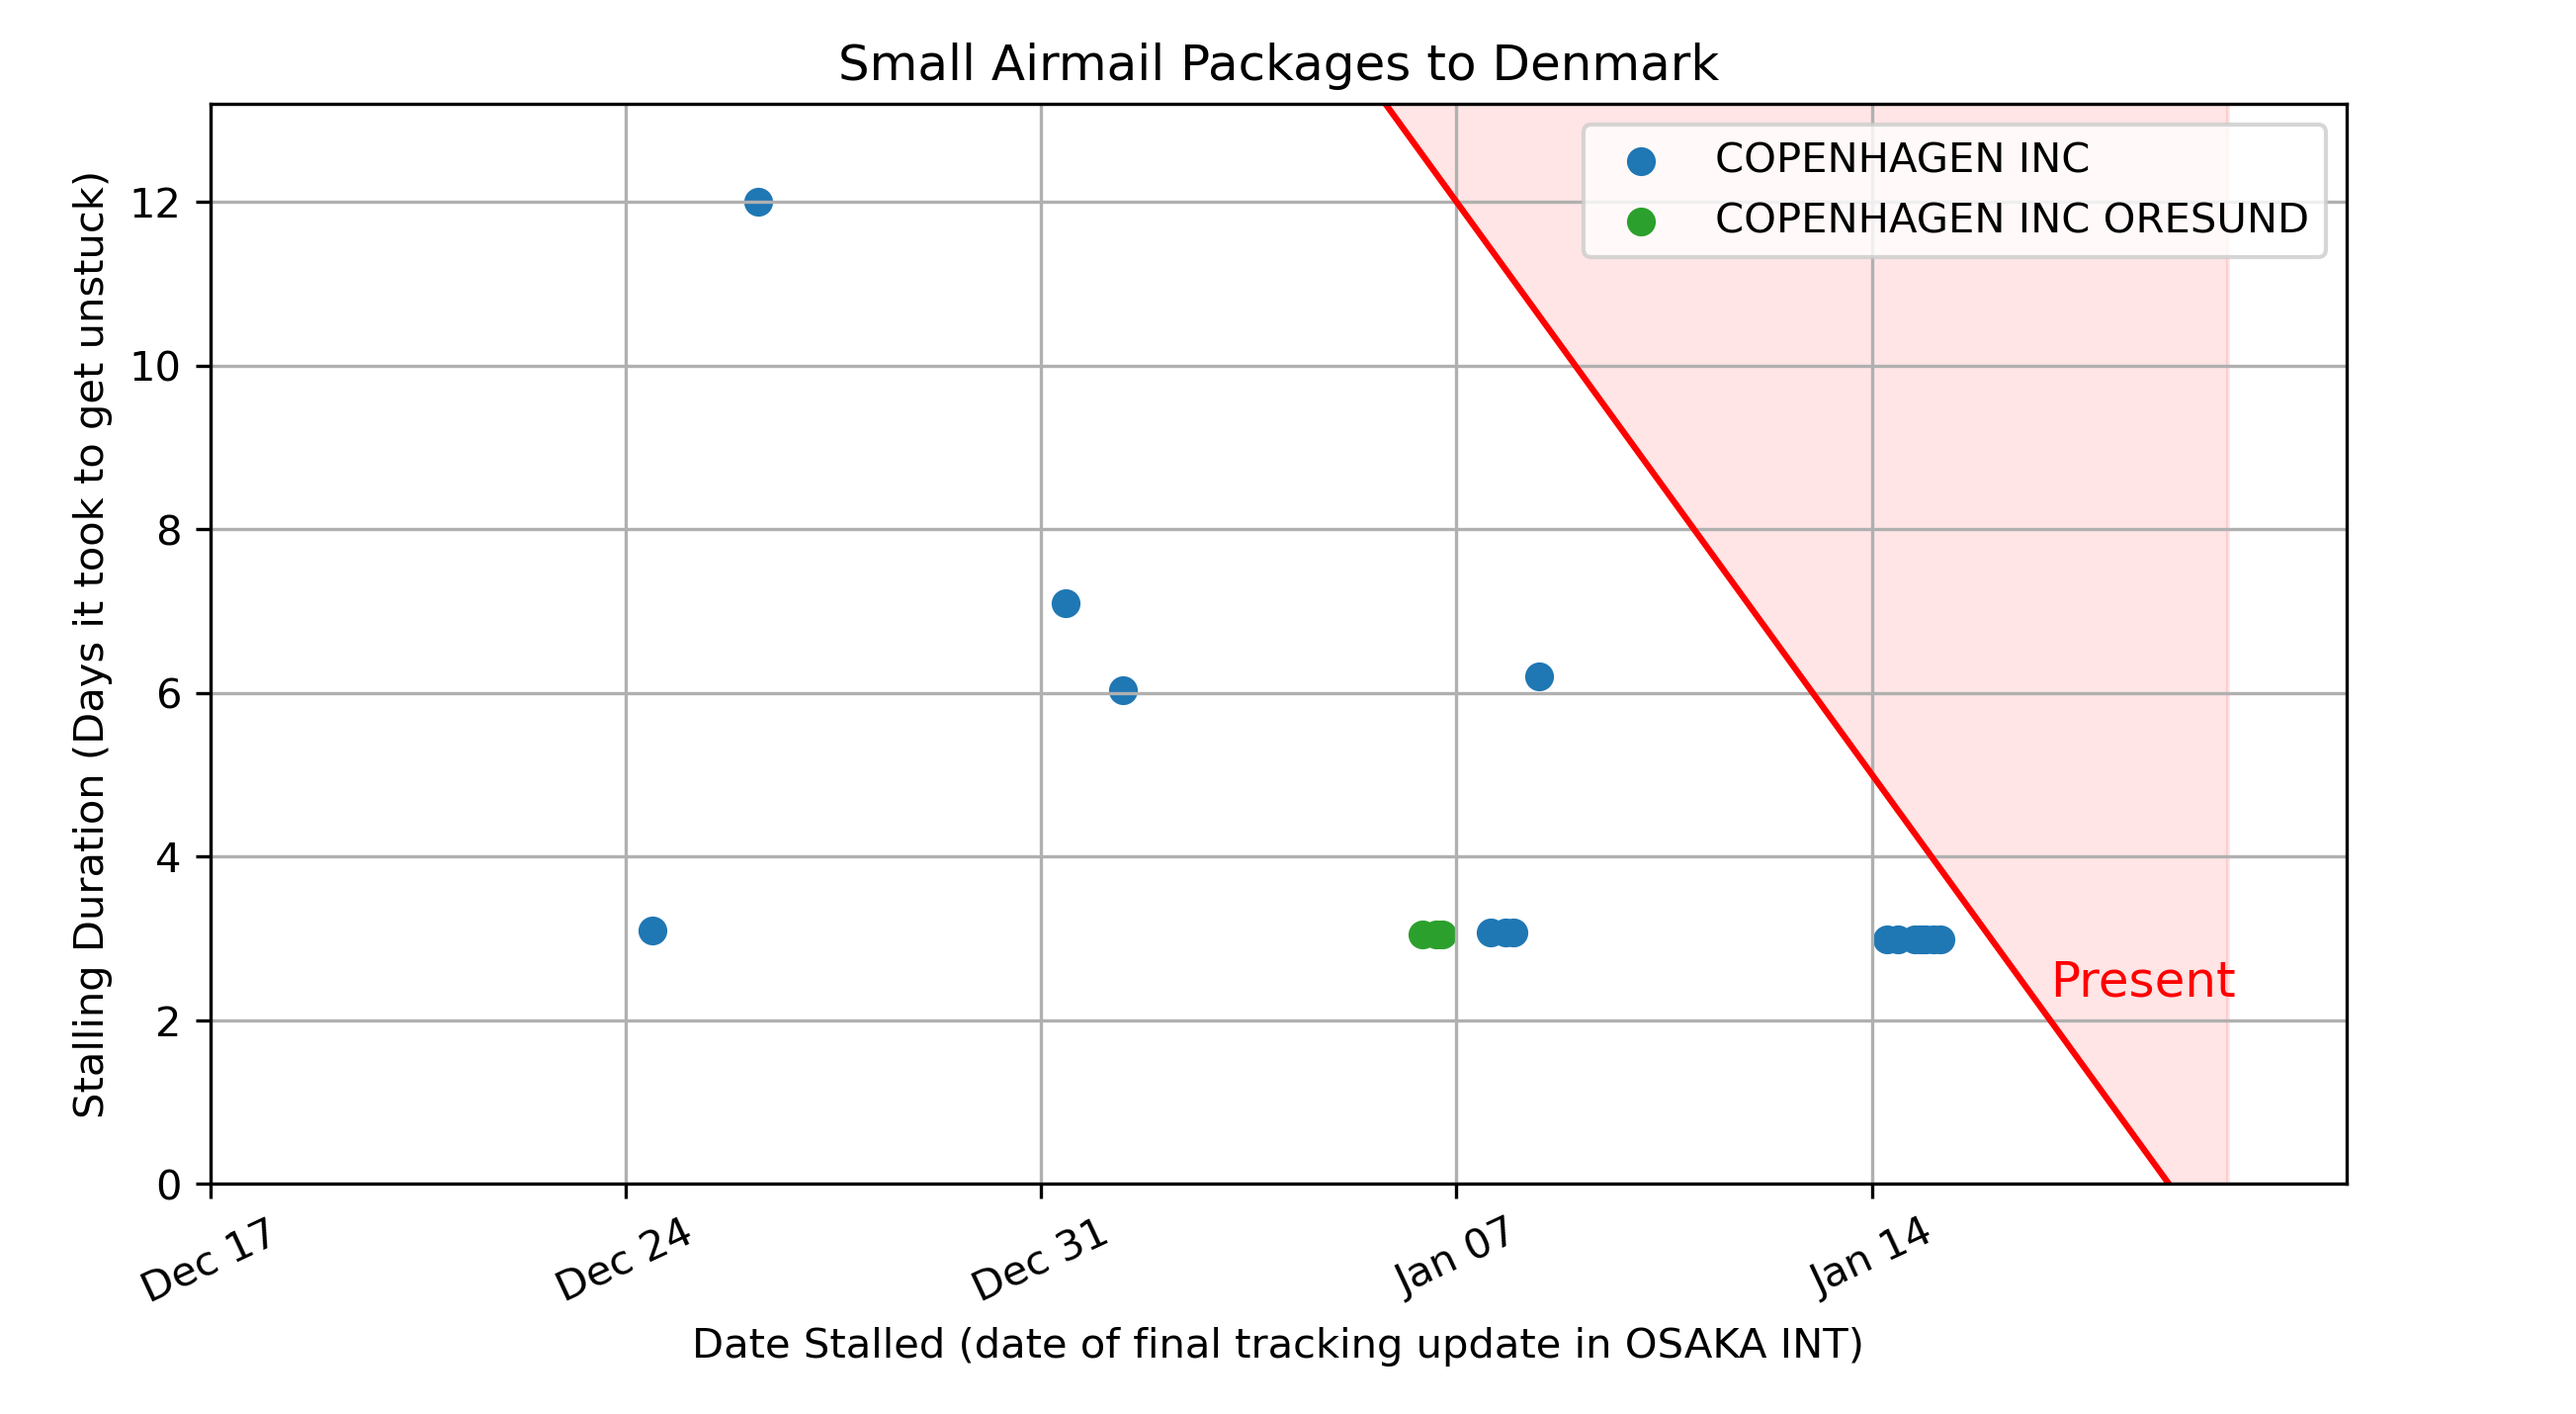 Small Airmail Packages to Denmark
COPENHAGEN INC
COPENHAGEN INC ORESUND
Present
Stalling Duration (Days it took to get unstuck)
12
10
8
6
4
2
0
Dec 17
Dec 24
Dec 31
Jan 07
Jan 14
Date Stalled (date of final tracking update in OSAKA INT)